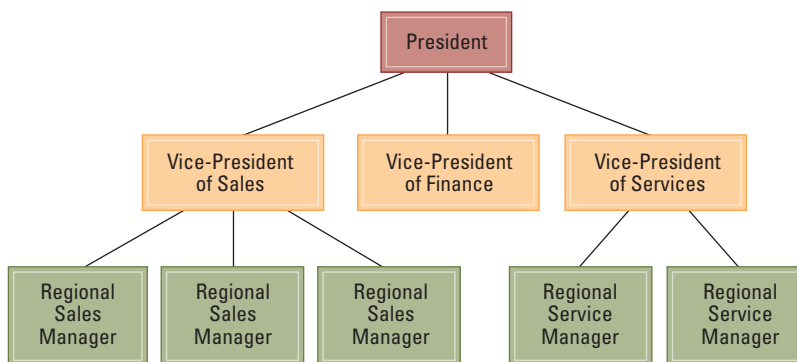 President
Vice-President
of Sales
Vice-President
of Finance
Vice-President
of Services
Regional
Sales
Manager
Regional
Sales
Manager
Regional
Sales
Manager
Regional
Service
Manager
Regional
Service
Manager